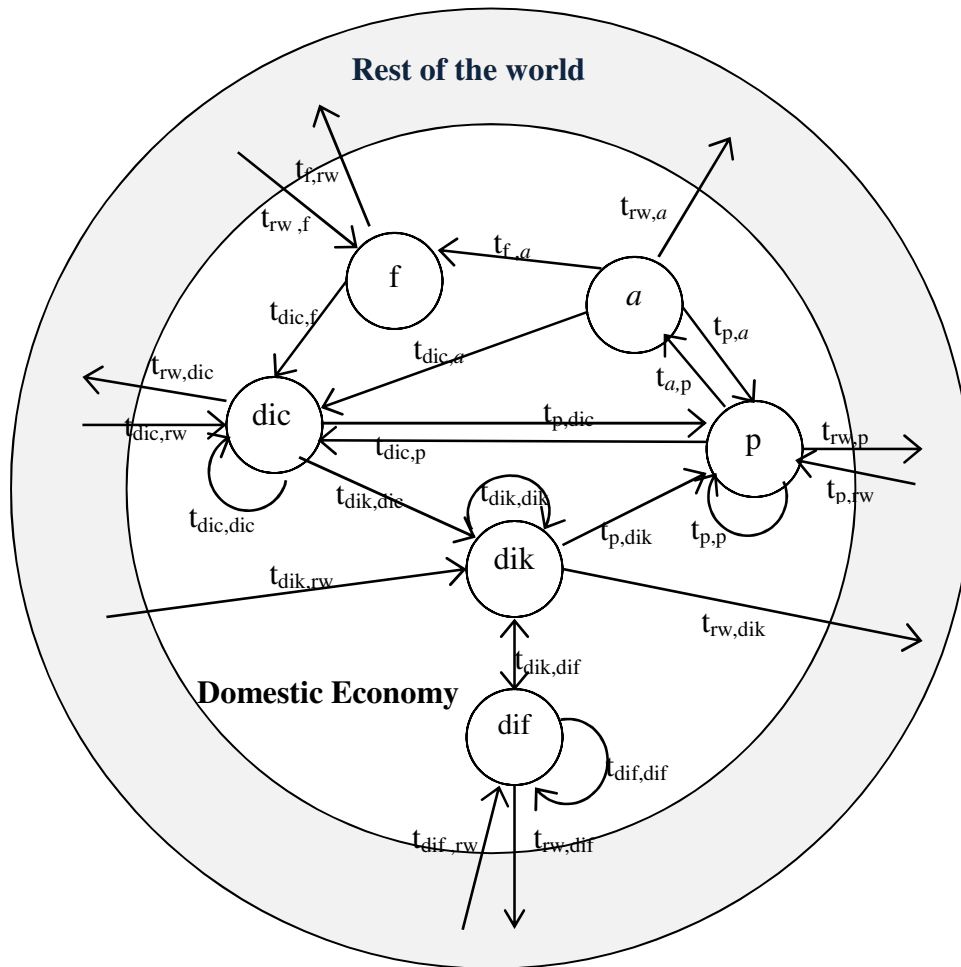 Rest of the world
t_f,rw
t_rw,f
t_rw,a
t_f,a
f
a
t_dic,f
t_p,a
t_dic,a
t_rw,dic
t_a,p
dic
t_p,dic
t_dic,rw
p
t_rw,p
t_dic,p
t_dik,dic
t_dik,dik
t_p,rw
t_dic,dic
t_p,dik
t_p,p
dik
t_dik,rw
t_rw,dik
t_dik,dif
Domestic Economy
dif
t_dif,dif
t_dif,rw
t_rw,dif